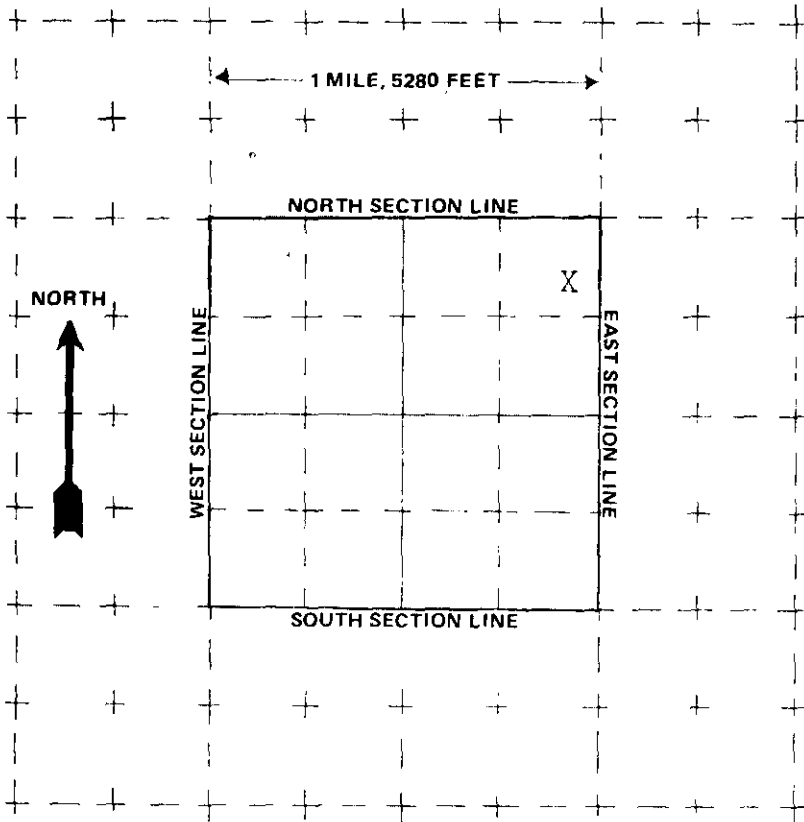 1 MILE, 5280 FEET
NORTH SECTION LINE
X
NORTH
WEST SECTION LINE
EAST SECTION LINE
SOUTH SECTION LINE